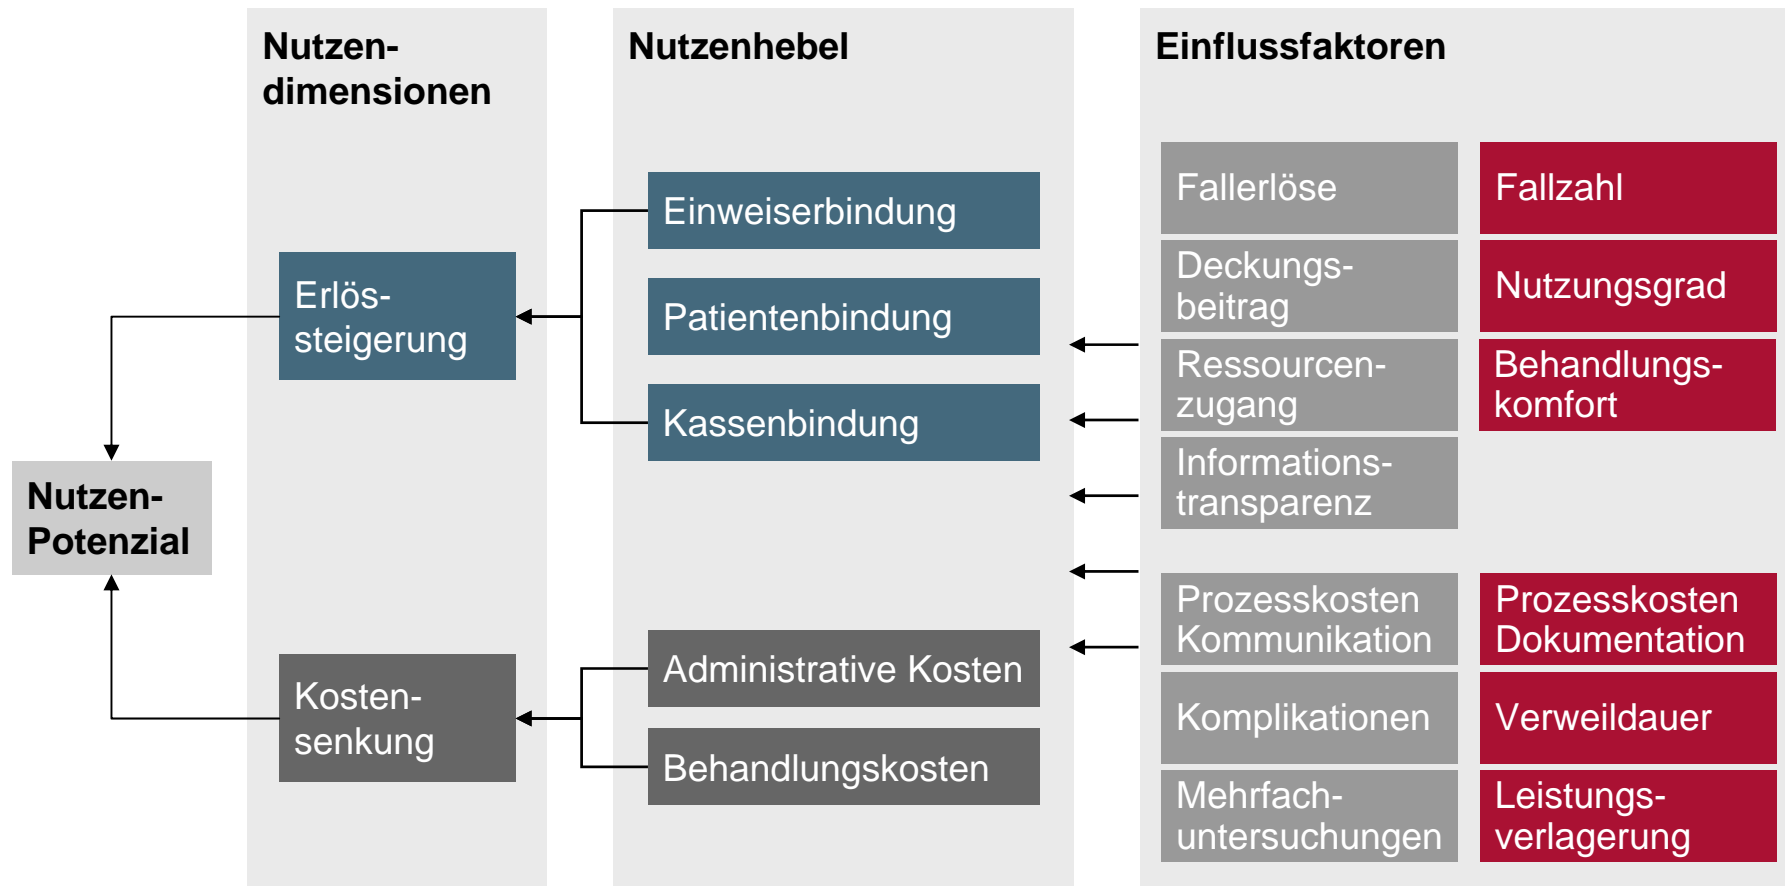 Nutzen-
dimensionen
Nutzenhebel
Einflussfaktoren
Nutzen-
Potenzial
Erlös-
steigerung
Kosten-
senkung
Einweiserbindung
Patientenbindung
Kassenbindung
Administrative Kosten
Behandlungskosten
Fallerlöse
Fallzahl
Deckungs-
beitrag
Nutzungsgrad
Ressourcen-
zugang
Behandlungs-
komfort
Informations-
transparenz
Prozesskosten
Kommunikation
Prozesskosten
Dokumentation
Komplikationen
Verweildauer
Mehrfach-
untersuchungen
Leistungs-
verlagerung